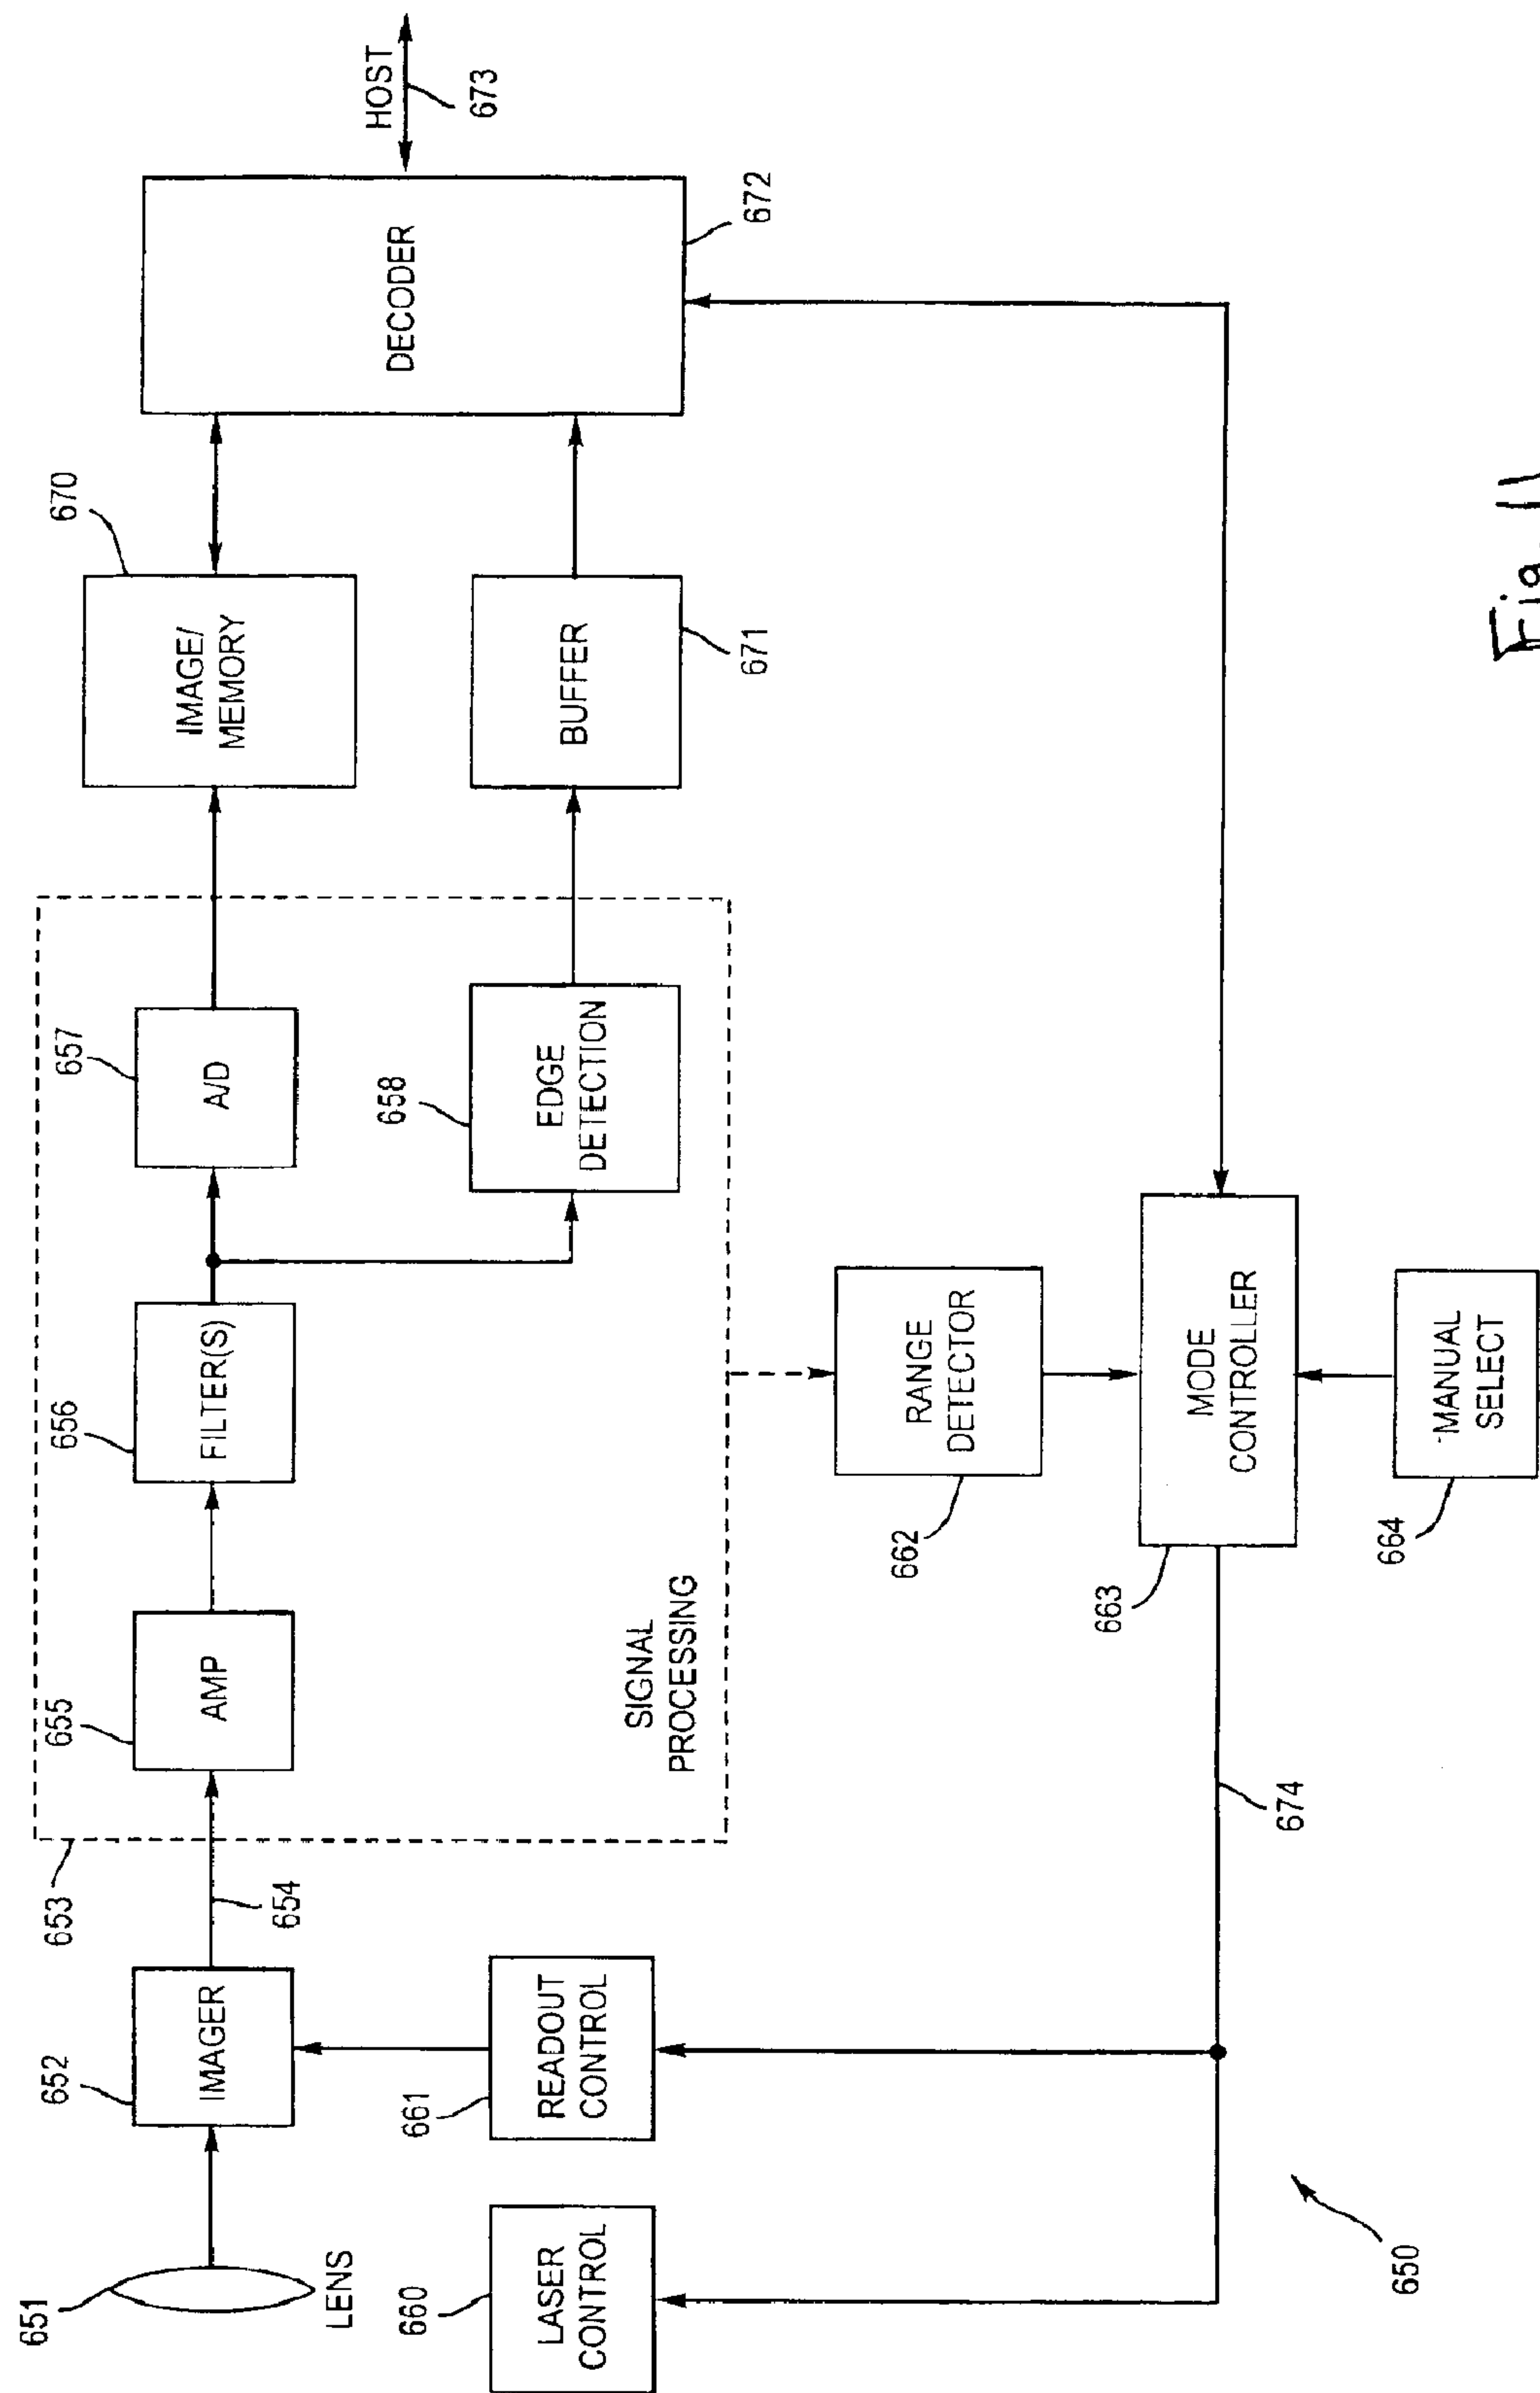 651
652
653
655
656
657
670
IMAGER
AMP
FILTER(S)
A/D
IMAGE/
MEMORY
654
LENS
HOST
673
DECODER
658
660
661
LASER
CONTROL
READOUT
CONTROL
EDGE
DETECTION
BUFFER
SIGNAL
PROCESSING
671
672
662
RANGE
DETECTOR
663
MODE
CONTROLLER
674
664
MANUAL
SELECT
650
Fig. 11